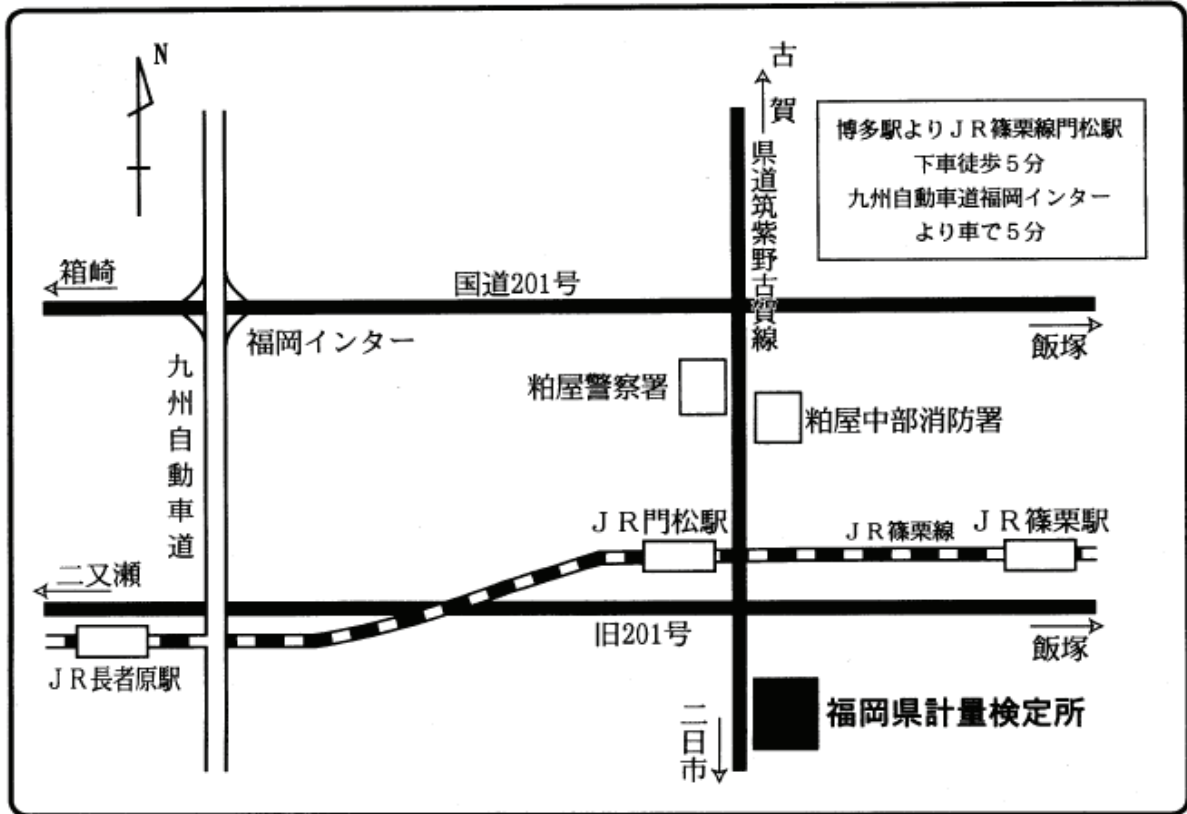 N
古賀
県道筑紫野古賀線
博多駅よりＪＲ篠栗線門松駅
下車徒歩５分
九州自動車道福岡インター
より車で５分
箱崎
国道201号
福岡インター
飯塚
九州自動車道
粕屋警察署
粕屋中部消防署
ＪＲ門松駅
ＪＲ篠栗線
ＪＲ篠栗駅
二又瀬
旧201号
飯塚
ＪＲ長者原駅
二日市
福岡県計量検定所